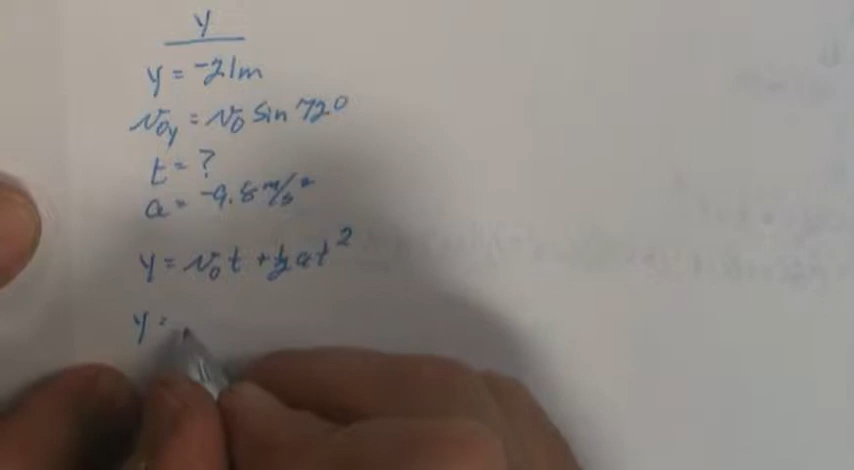 y
y = -21m
v₀y = v₀ sin 72°
t = ?
a = -9.8 m/s²
y = v₀t + ½at²
y =